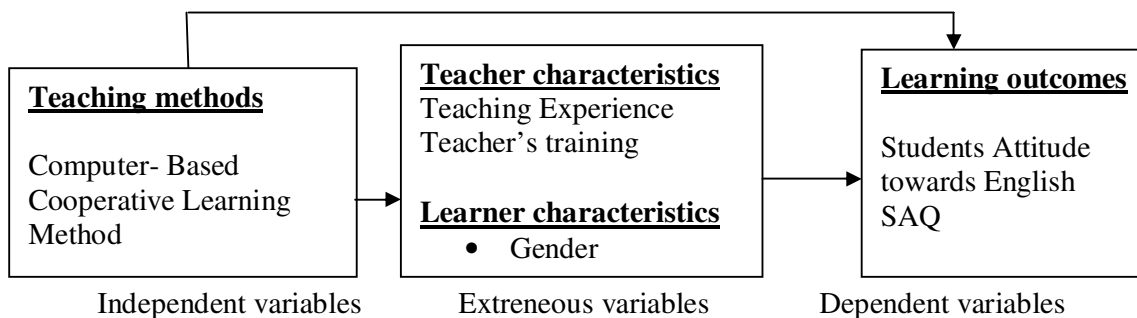 Teaching methods
Computer- Based
Cooperative Learning
Method
Teacher characteristics
Teaching Experience
Teacher's training
Learner characteristics
• Gender
Learning outcomes
Students Attitude
towards English
SAQ
Independent variables
Extreneous variables
Dependent variables